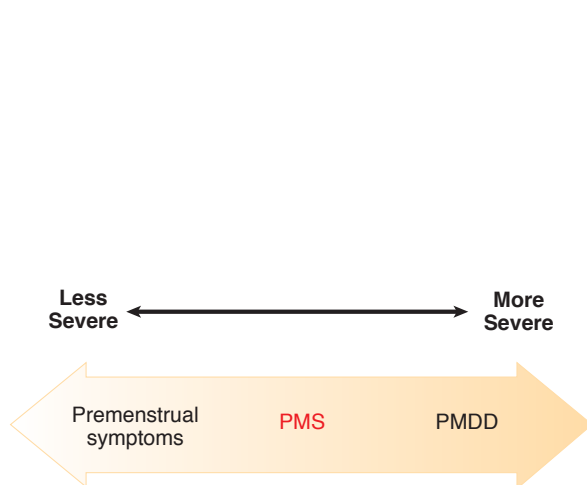 Less
Severe
More
Severe
Premenstrual
symptoms
PMS
PMDD